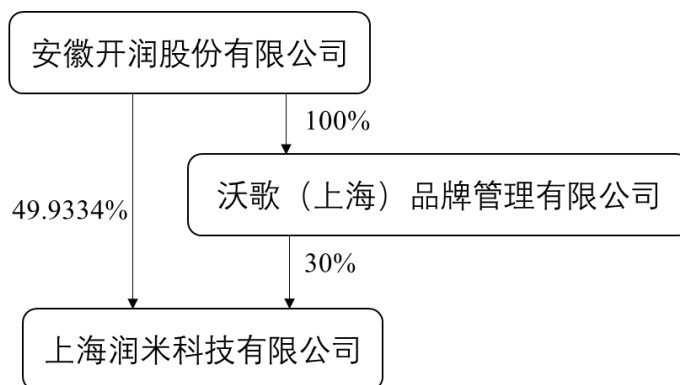 安徽开润股份有限公司
100%
沃歌（上海）品牌管理有限公司
49.9334%
30%
上海润米科技有限公司